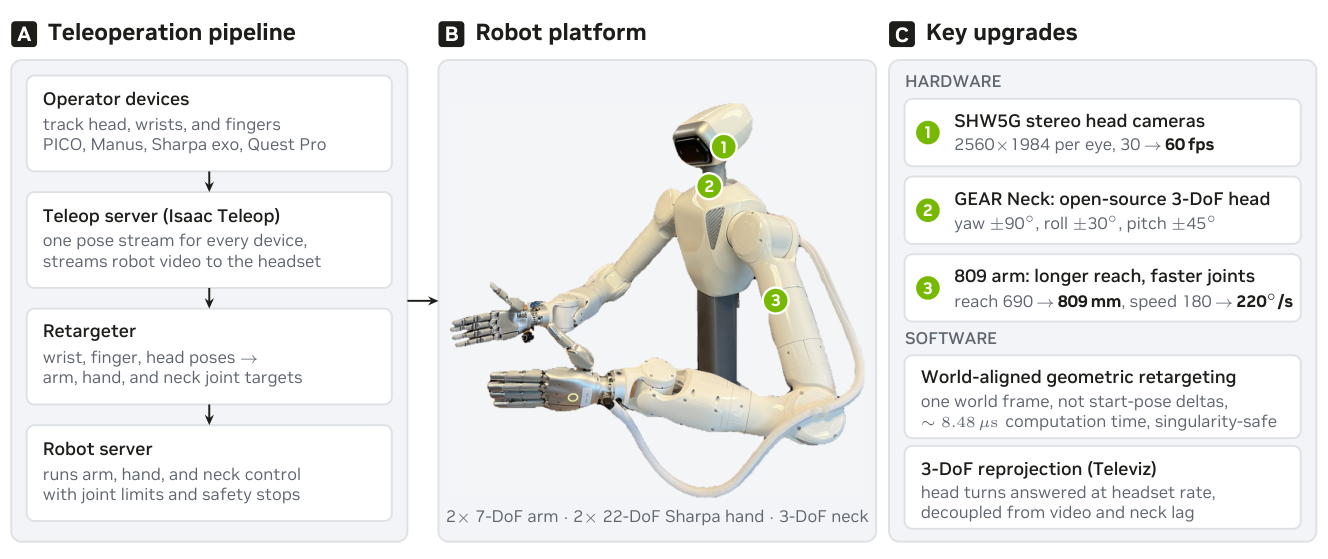 A Teleoperation pipeline
Operator devices
track head, wrists, and fingers
PICO, Manus, Sharpa exo, Quest Pro
Teleop server (Isaac Teleop)
one pose stream for every device,
streams robot video to the headset
Retargeter
wrist, finger, head poses →
arm, hand, and neck joint targets
Robot server
runs arm, hand, and neck control
with joint limits and safety stops
B Robot platform
1
2
3
2× 7-DoF arm · 2× 22-DoF Sharpa hand · 3-DoF neck
C Key upgrades
HARDWARE
1 SHW5G stereo head cameras
2560×1984 per eye, 30 → 60 fps
2 GEAR Neck: open-source 3-DoF head
yaw ±90°, roll ±30°, pitch ±45°
3 809 arm: longer reach, faster joints
reach 690 → 809 mm, speed 180 → 220°/s
SOFTWARE
World-aligned geometric retargeting
one world frame, not start-pose deltas,
~ 8.48 μs computation time, singularity-safe
3-DoF reprojection (Televiz)
head turns answered at headset rate,
decoupled from video and neck lag